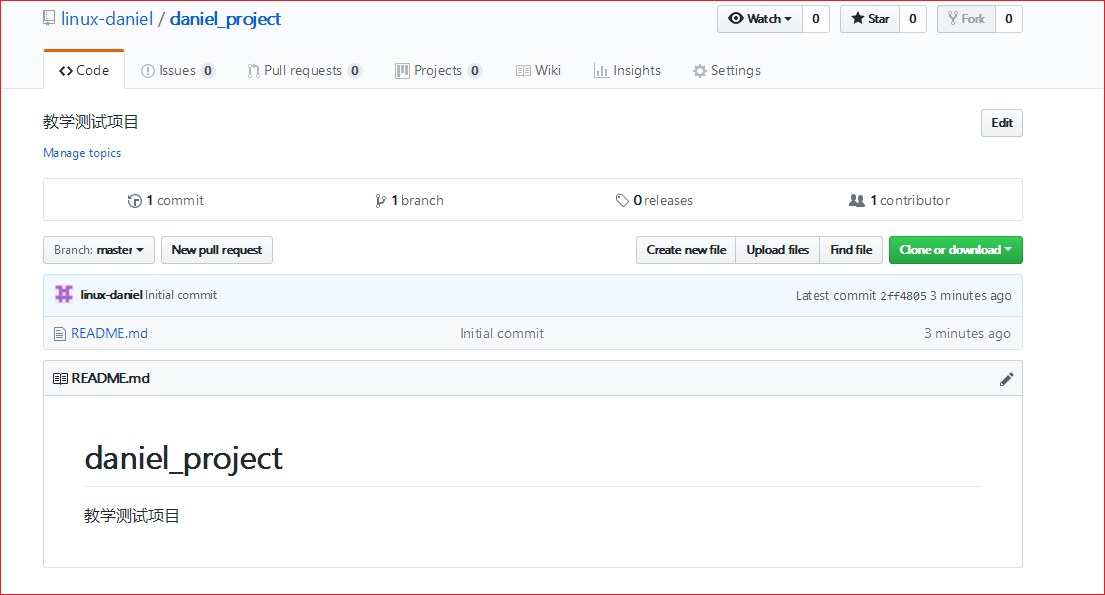 linux-daniel / daniel_project Watch 0 Star 0 Fork 0
Code Issues 0 Pull requests 0 Projects 0 Wiki Insights Settings
教学测试项目 Edit
Manage topics
1 commit 1 branch 0 releases 1 contributor
Branch: master New pull request Create new file Upload files Find file Clone or download
linux-daniel Initial commit Latest commit 2ff4805 3 minutes ago
README.md Initial commit 3 minutes ago
README.md
daniel_project
教学测试项目